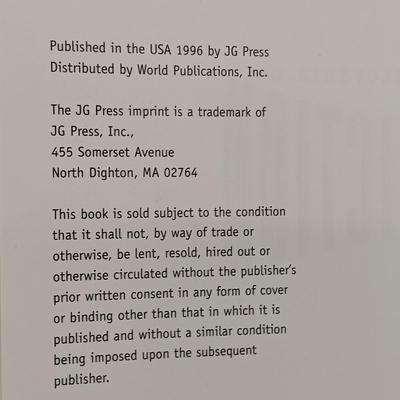 Published in the USA 1996 by JG Press
Distributed by World Publications, Inc.
The JG Press imprint is a trademark of
JG Press, Inc.,
455 Somerset Avenue
North Dighton, MA 02764
This book is sold subject to the condition
that it shall not, by way of trade or
otherwise, be lent, resold, hired out or
otherwise circulated without the publisher's
prior written consent in any form of cover
or binding other than that in which it is
published and without a similar condition
being imposed upon the subsequent
publisher.